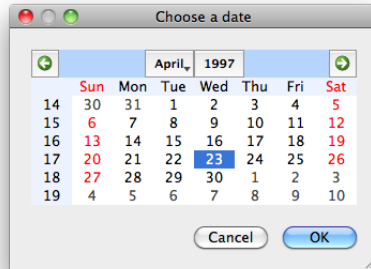 Choose a date
April 1997
Sun Mon Tue Wed Thu Fri Sat
14 30 31 1 2 3 4 5
15 6 7 8 9 10 11 12
16 13 14 15 16 17 18 19
17 20 21 22 23 24 25 26
18 27 28 29 30 1 2 3
19 4 5 6 7 8 9 10
Cancel OK